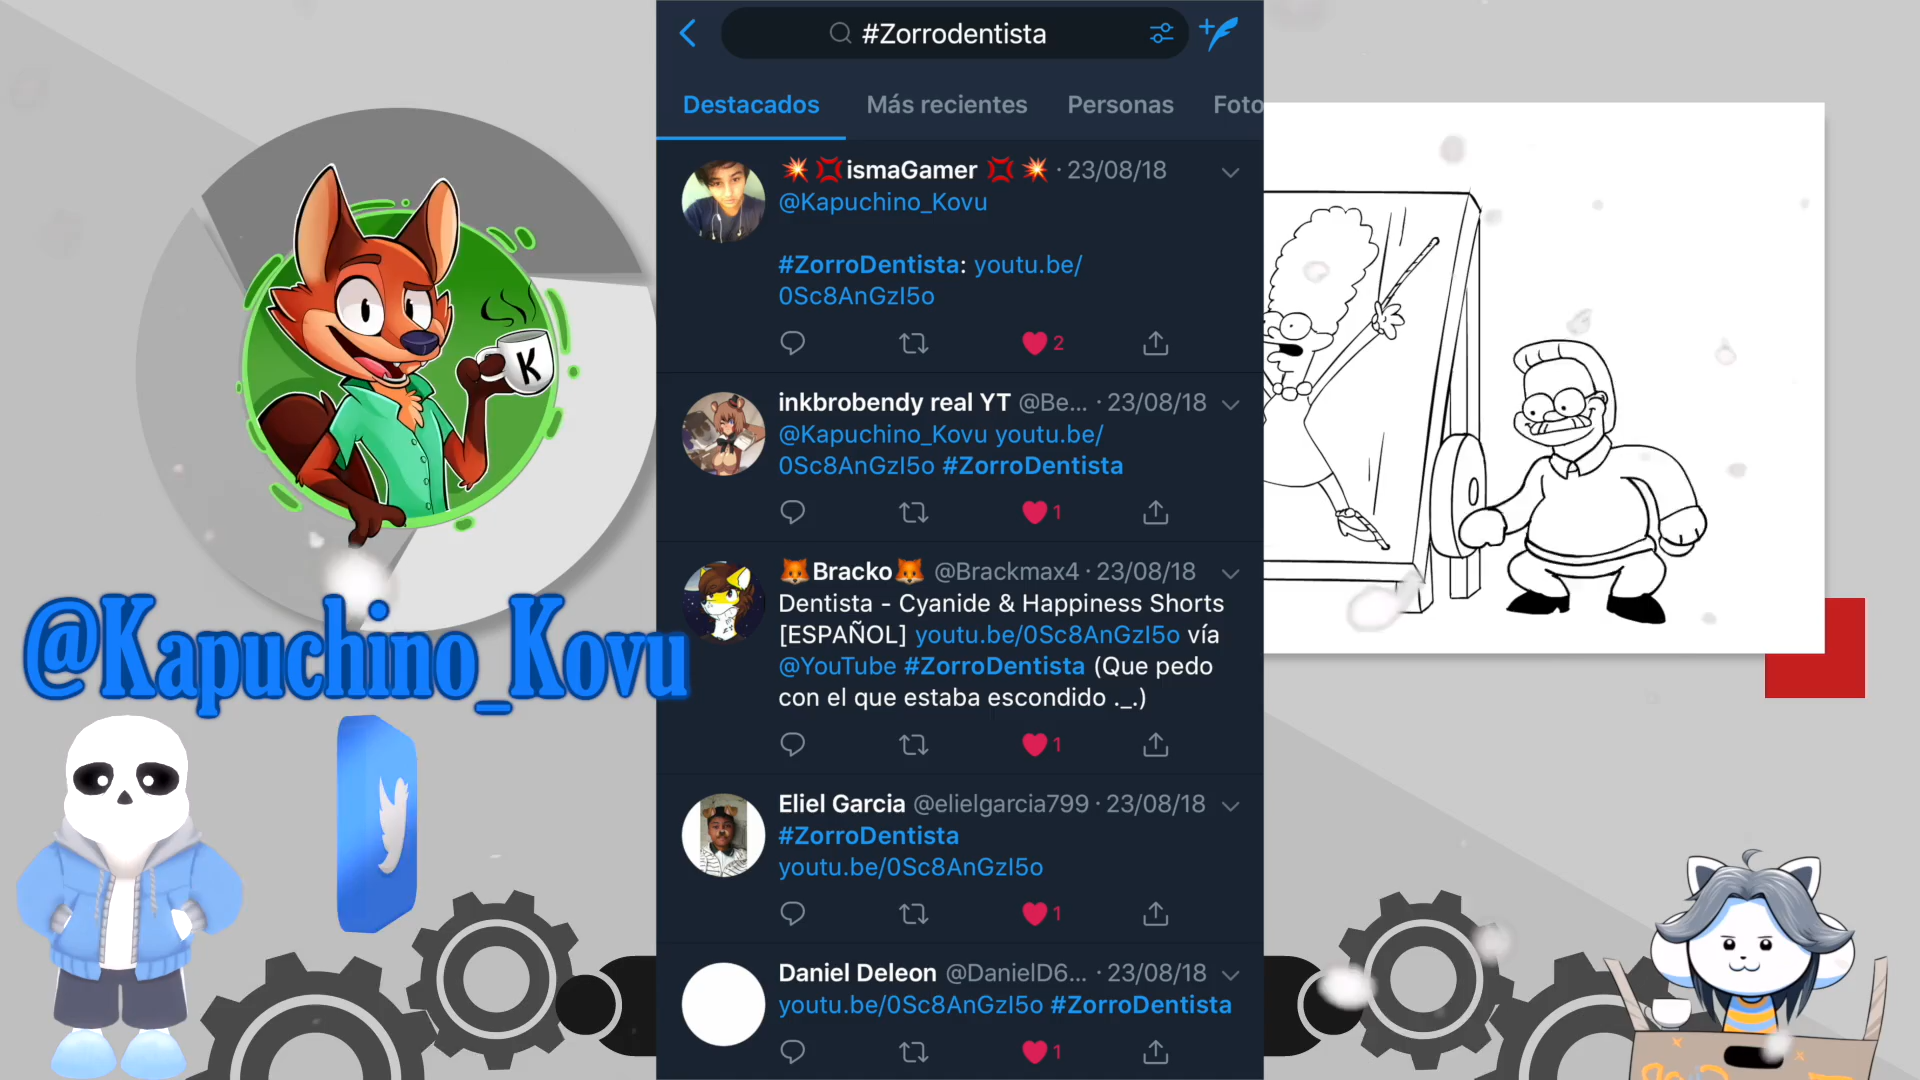 #Zorrodentista
Destacados Más recientes Personas Foto
💥💢ismaGamer 💢💥 · 23/08/18
@Kapuchino_Kovu
#ZorroDentista: youtu.be/
0Sc8AnGzI5o
2
inkbrobendy real YT @Be... · 23/08/18
@Kapuchino_Kovu youtu.be/
0Sc8AnGzI5o #ZorroDentista
1
🦊Bracko🦊 @Brackmax4 · 23/08/18
Dentista - Cyanide & Happiness Shorts
[ESPAÑOL] youtu.be/0Sc8AnGzI5o vía
@YouTube #ZorroDentista (Que pedo
con el que estaba escondido ._.)
1
Eliel Garcia @elielgarcia799 · 23/08/18
#ZorroDentista
youtu.be/0Sc8AnGzI5o
1
Daniel Deleon @DanielD6... · 23/08/18
youtu.be/0Sc8AnGzI5o #ZorroDentista
1
K
@Kapuchino_Kovu